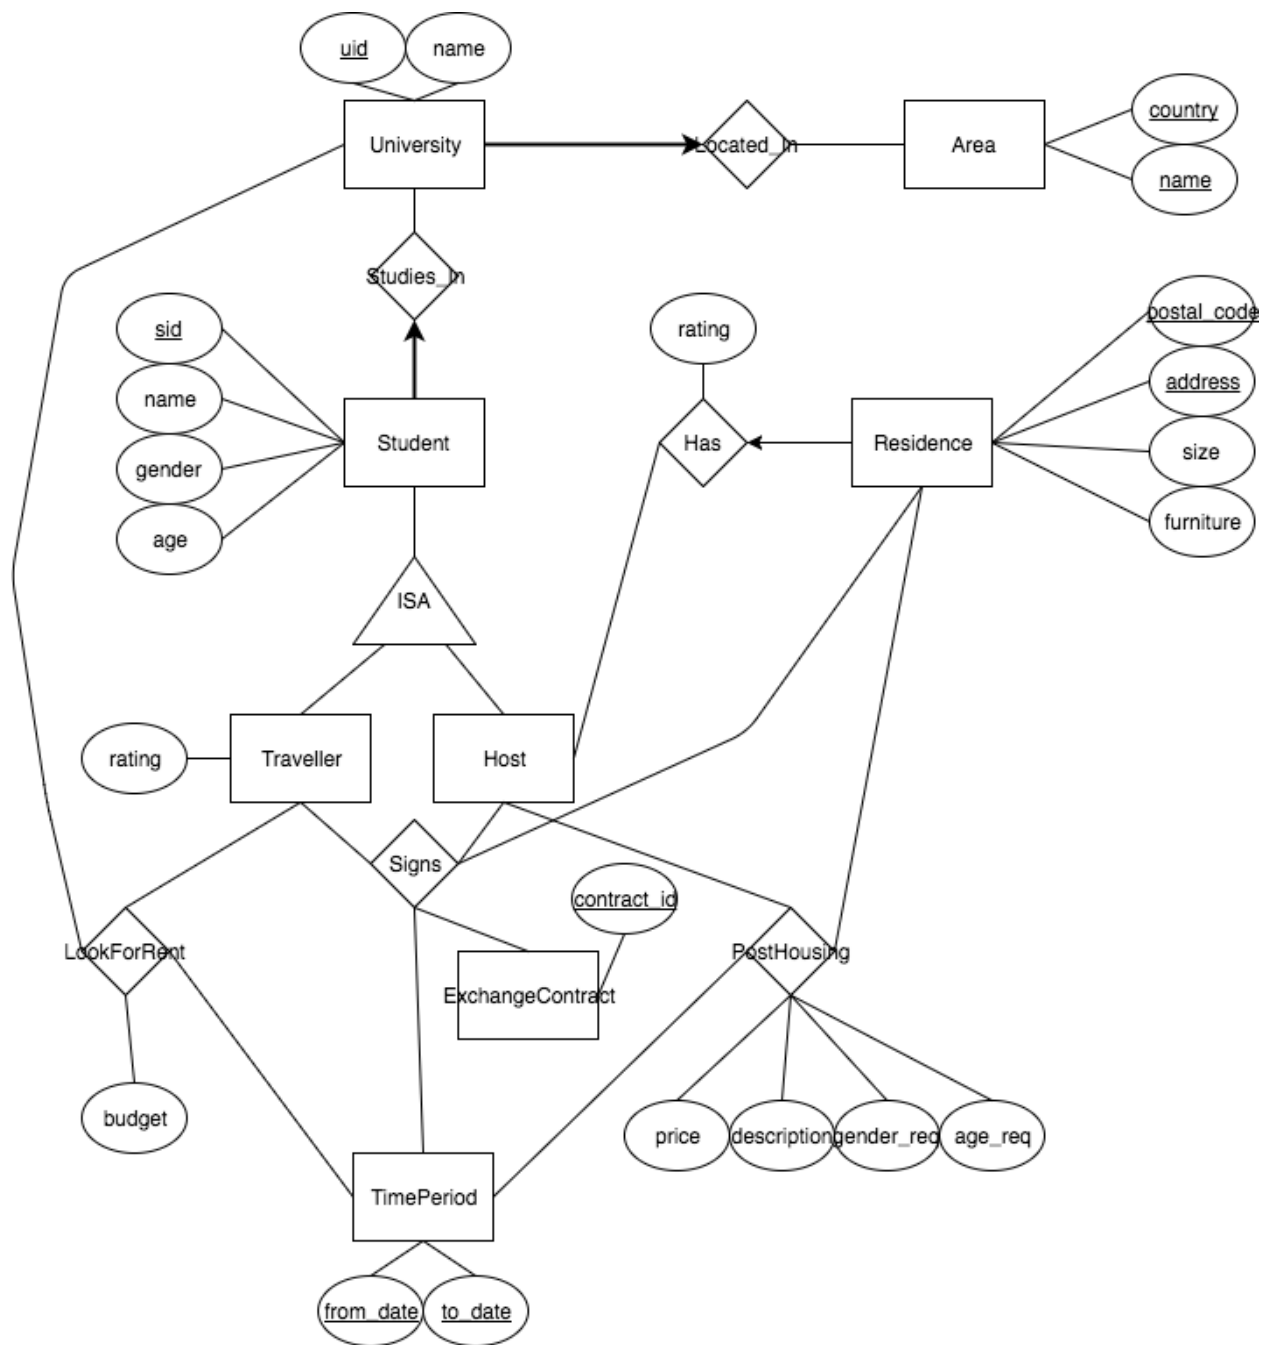 uid
name
University
Located_In
Area
country
name
Studies_In
sid
name
gender
age
Student
rating
Has
Residence
postal_code
address
size
furniture
ISA
rating
Traveller
Host
Signs
contract_id
LookForRent
ExchangeContract
PostHousing
budget
price
description
gender_req
age_req
TimePeriod
from_date
to_date